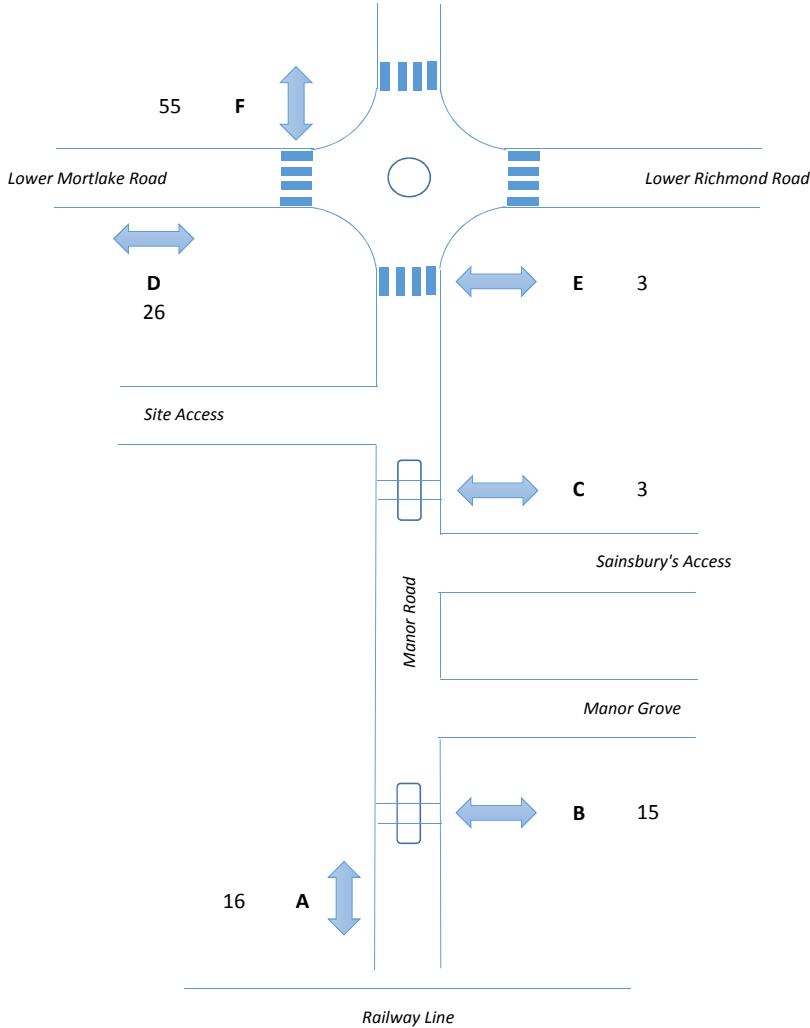 55 F
Lower Mortlake Road
Lower Richmond Road
D
26
E 3
Site Access
C 3
Sainsbury's Access
Manor Road
Manor Grove
B 15
16 A
Railway Line